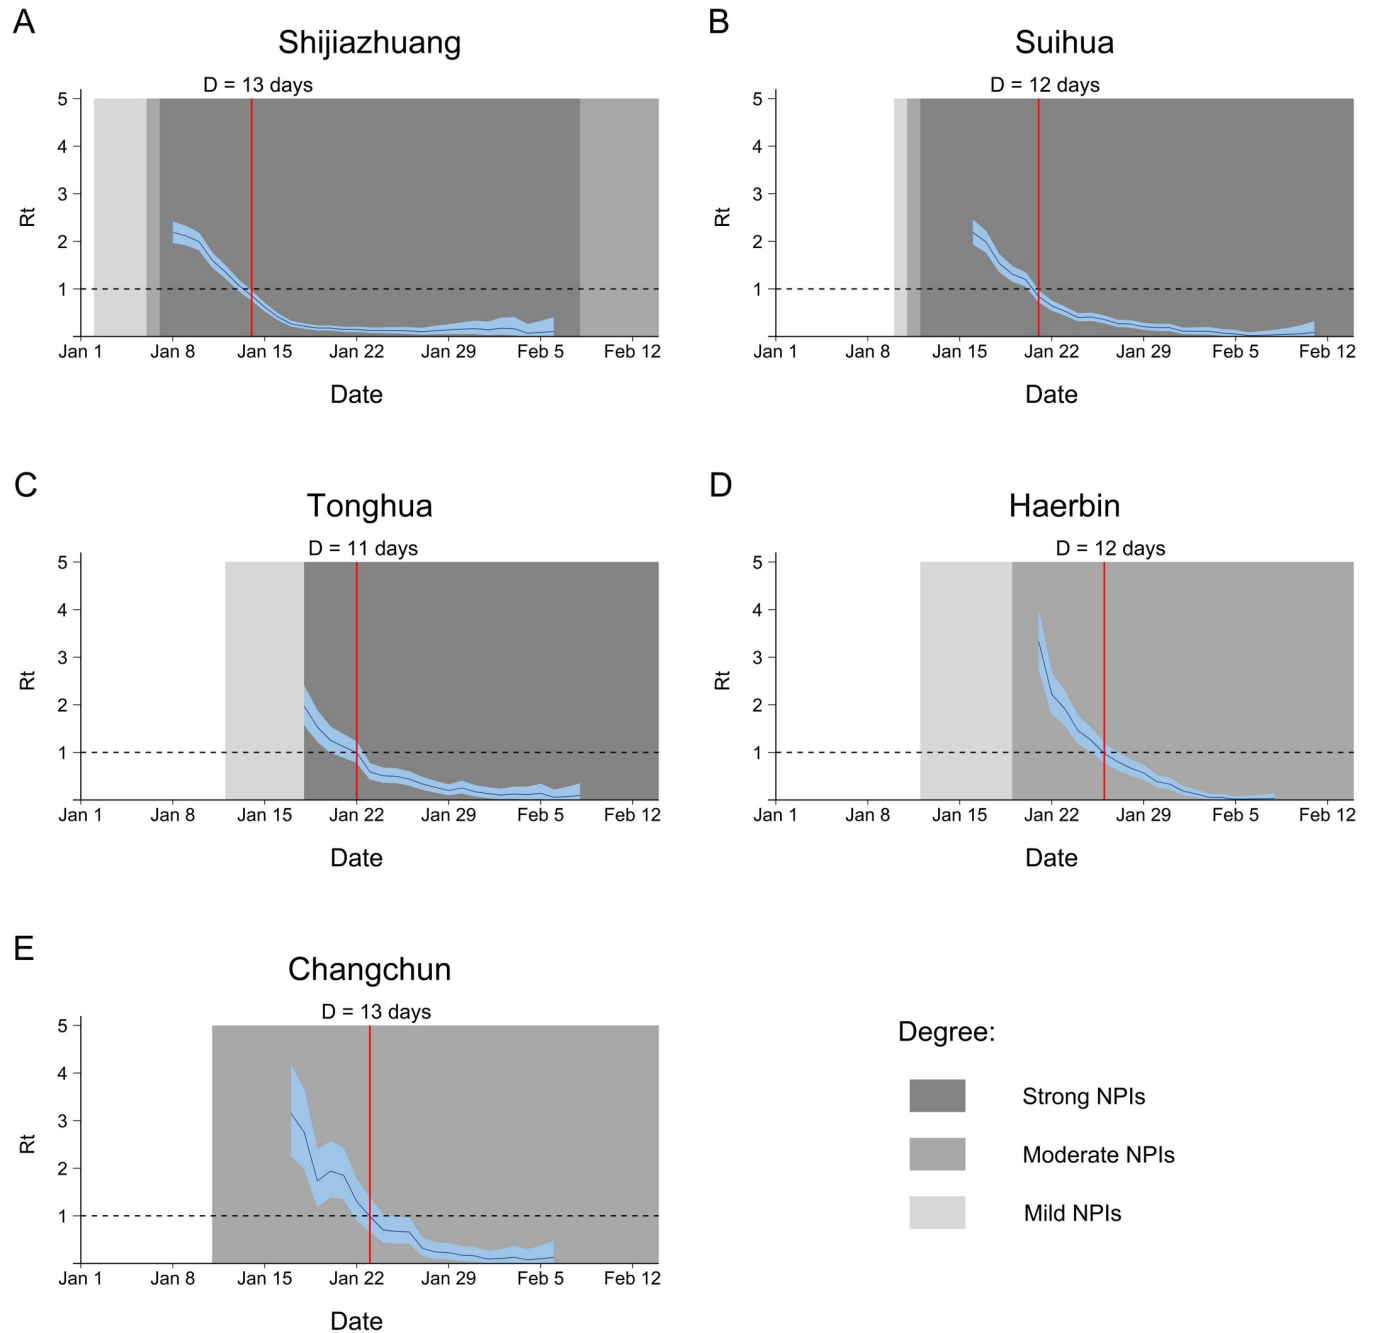 A
Shijiazhuang
D = 13 days
5
4
3
2
1
Rt
Jan 1 Jan 8 Jan 15 Jan 22 Jan 29 Feb 5 Feb 12
Date
B
Suihua
D = 12 days
5
4
3
2
1
Rt
Jan 1 Jan 8 Jan 15 Jan 22 Jan 29 Feb 5 Feb 12
Date
C
Tonghua
D = 11 days
5
4
3
2
1
Rt
Jan 1 Jan 8 Jan 15 Jan 22 Jan 29 Feb 5 Feb 12
Date
D
Haerbin
D = 12 days
5
4
3
2
1
Rt
Jan 1 Jan 8 Jan 15 Jan 22 Jan 29 Feb 5 Feb 12
Date
E
Changchun
D = 13 days
5
4
3
2
1
Rt
Jan 1 Jan 8 Jan 15 Jan 22 Jan 29 Feb 5 Feb 12
Date
Degree:
Strong NPIs
Moderate NPIs
Mild NPIs